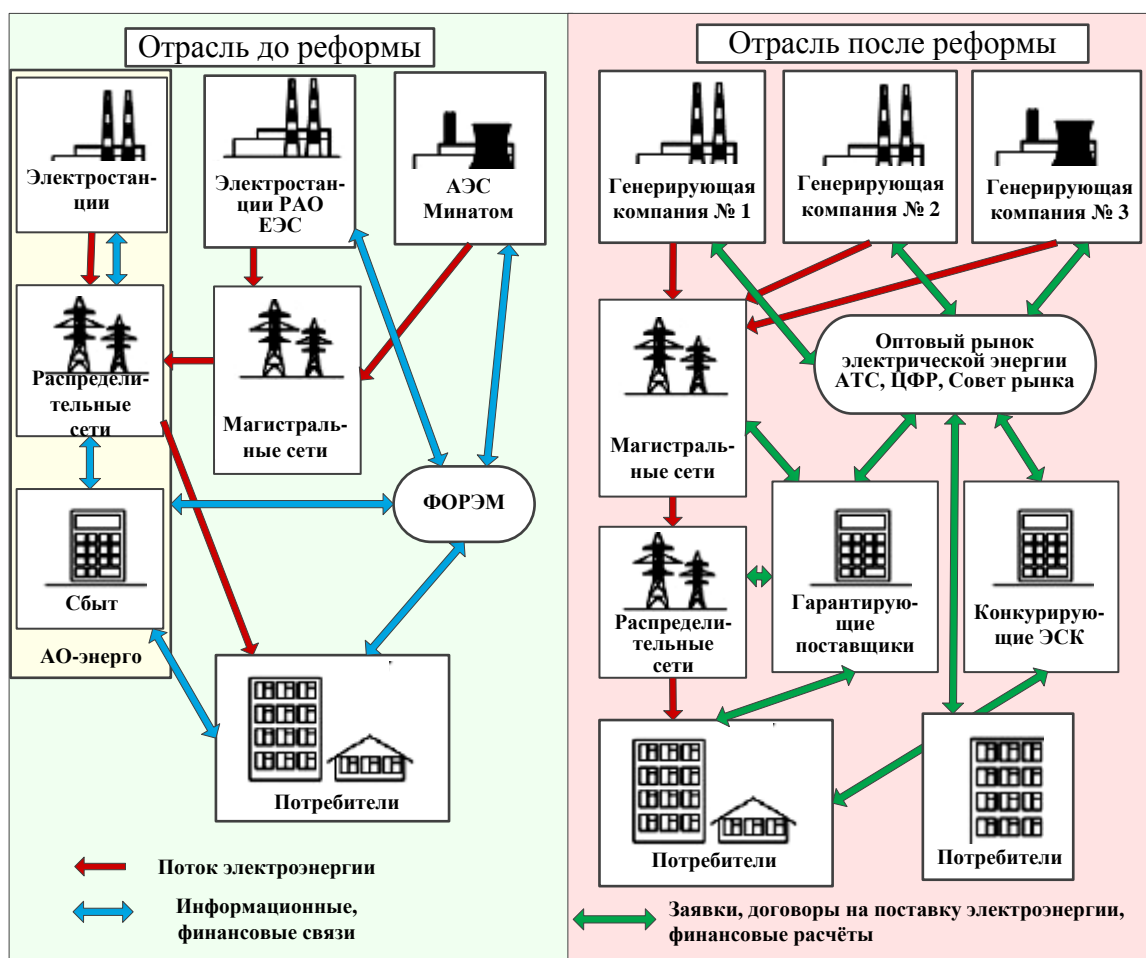 Отрасль до реформы
Электростан-
ции
Электростан-
ции РАО
ЕЭС
АЭС
Минатом
Распредели-
тельные
сети
Магистраль-
ные сети
ФОРЭМ
Сбыт
АО-энерго
Потребители
Поток электроэнергии
Информационные,
финансовые связи
Отрасль после реформы
Генерирующая
компания № 1
Генерирующая
компания № 2
Генерирующая
компания № 3
Оптовый рынок
электрической энергии
АТС, ЦФР, Совет рынка
Магистраль-
ные сети
Распредели-
тельные
сети
Гарантирую-
щие
поставщики
Конкурирую-
щие ЭСК
Потребители
Потребители
Заявки, договоры на поставку электроэнергии,
финансовые расчёты